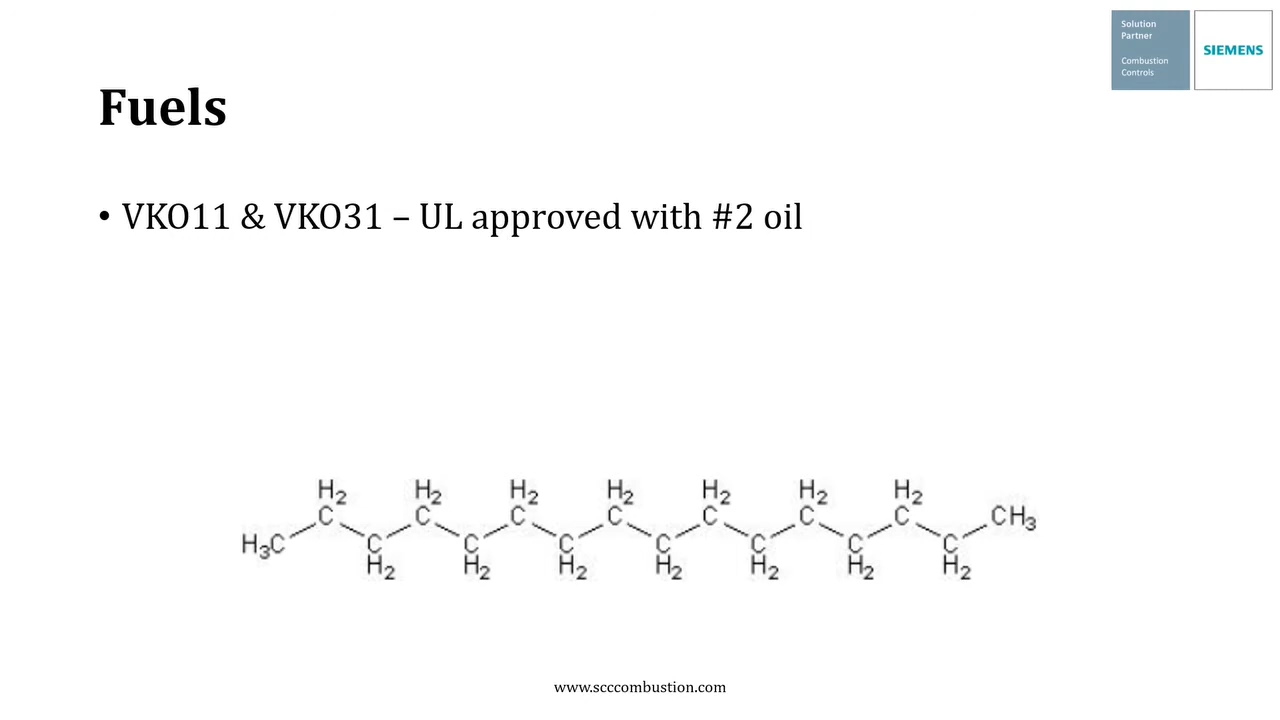 Solution
Partner
Combustion
Controls
SIEMENS
Fuels
• VKO11 & VKO31 – UL approved with #2 oil
H2 H2 H2 H2 H2 H2 H2
C C C C C C C CH3
H3C C C C C C C C
H2 H2 H2 H2 H2 H2 H2
www.scccombustion.com